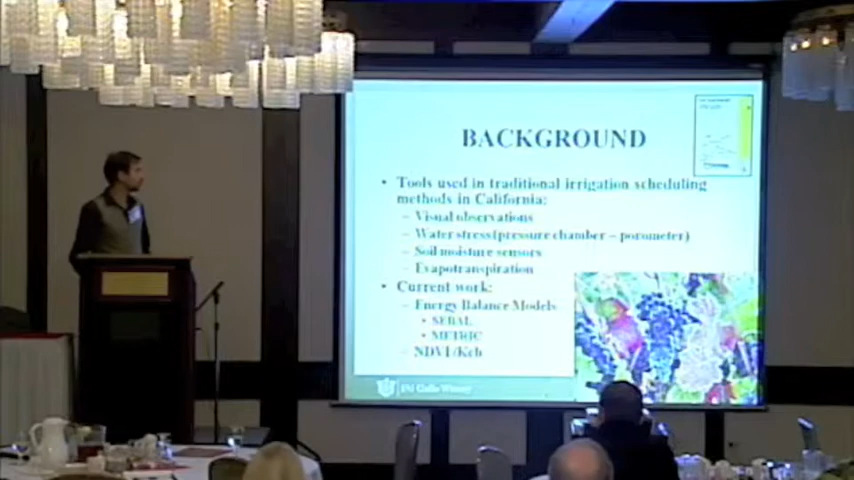 BACKGROUND
• Tools used in traditional irrigation scheduling
methods in California:
– Visual observations
– Water stress(pressure chamber – porometer)
– Soil moisture sensors
– Evapotranspiration
• Current work:
– Energy Balance Models
• SEBAL
• METRIC
– NDVI/Kcb
E&J Gallo Winery